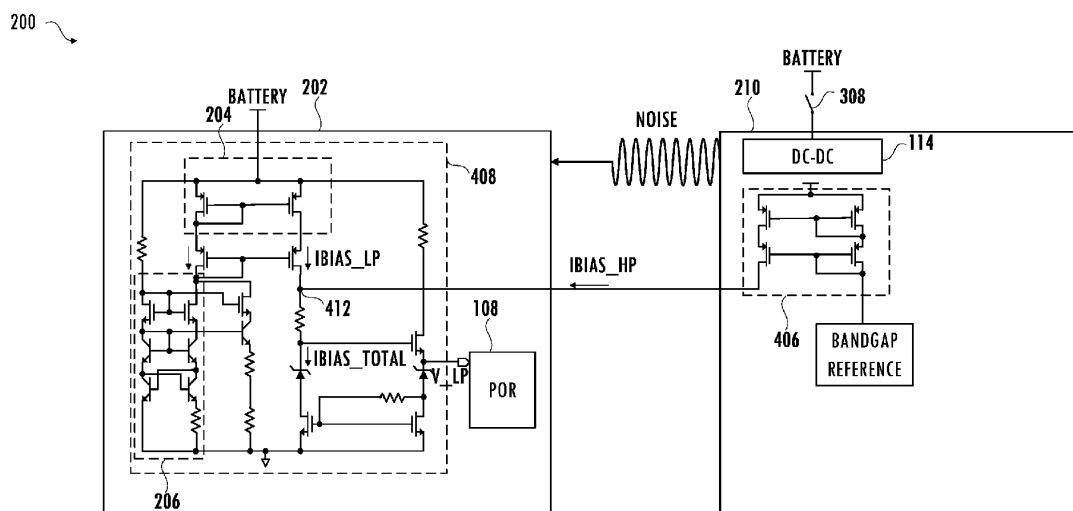 200
BATTERY
204
202
408
NOISE
BATTERY
210
308
DC-DC
114
IBIAS_LP
IBIAS_HP
412
406
108
IBIAS_TOTAL
V_LP
POR
BANDGAP
REFERENCE
206